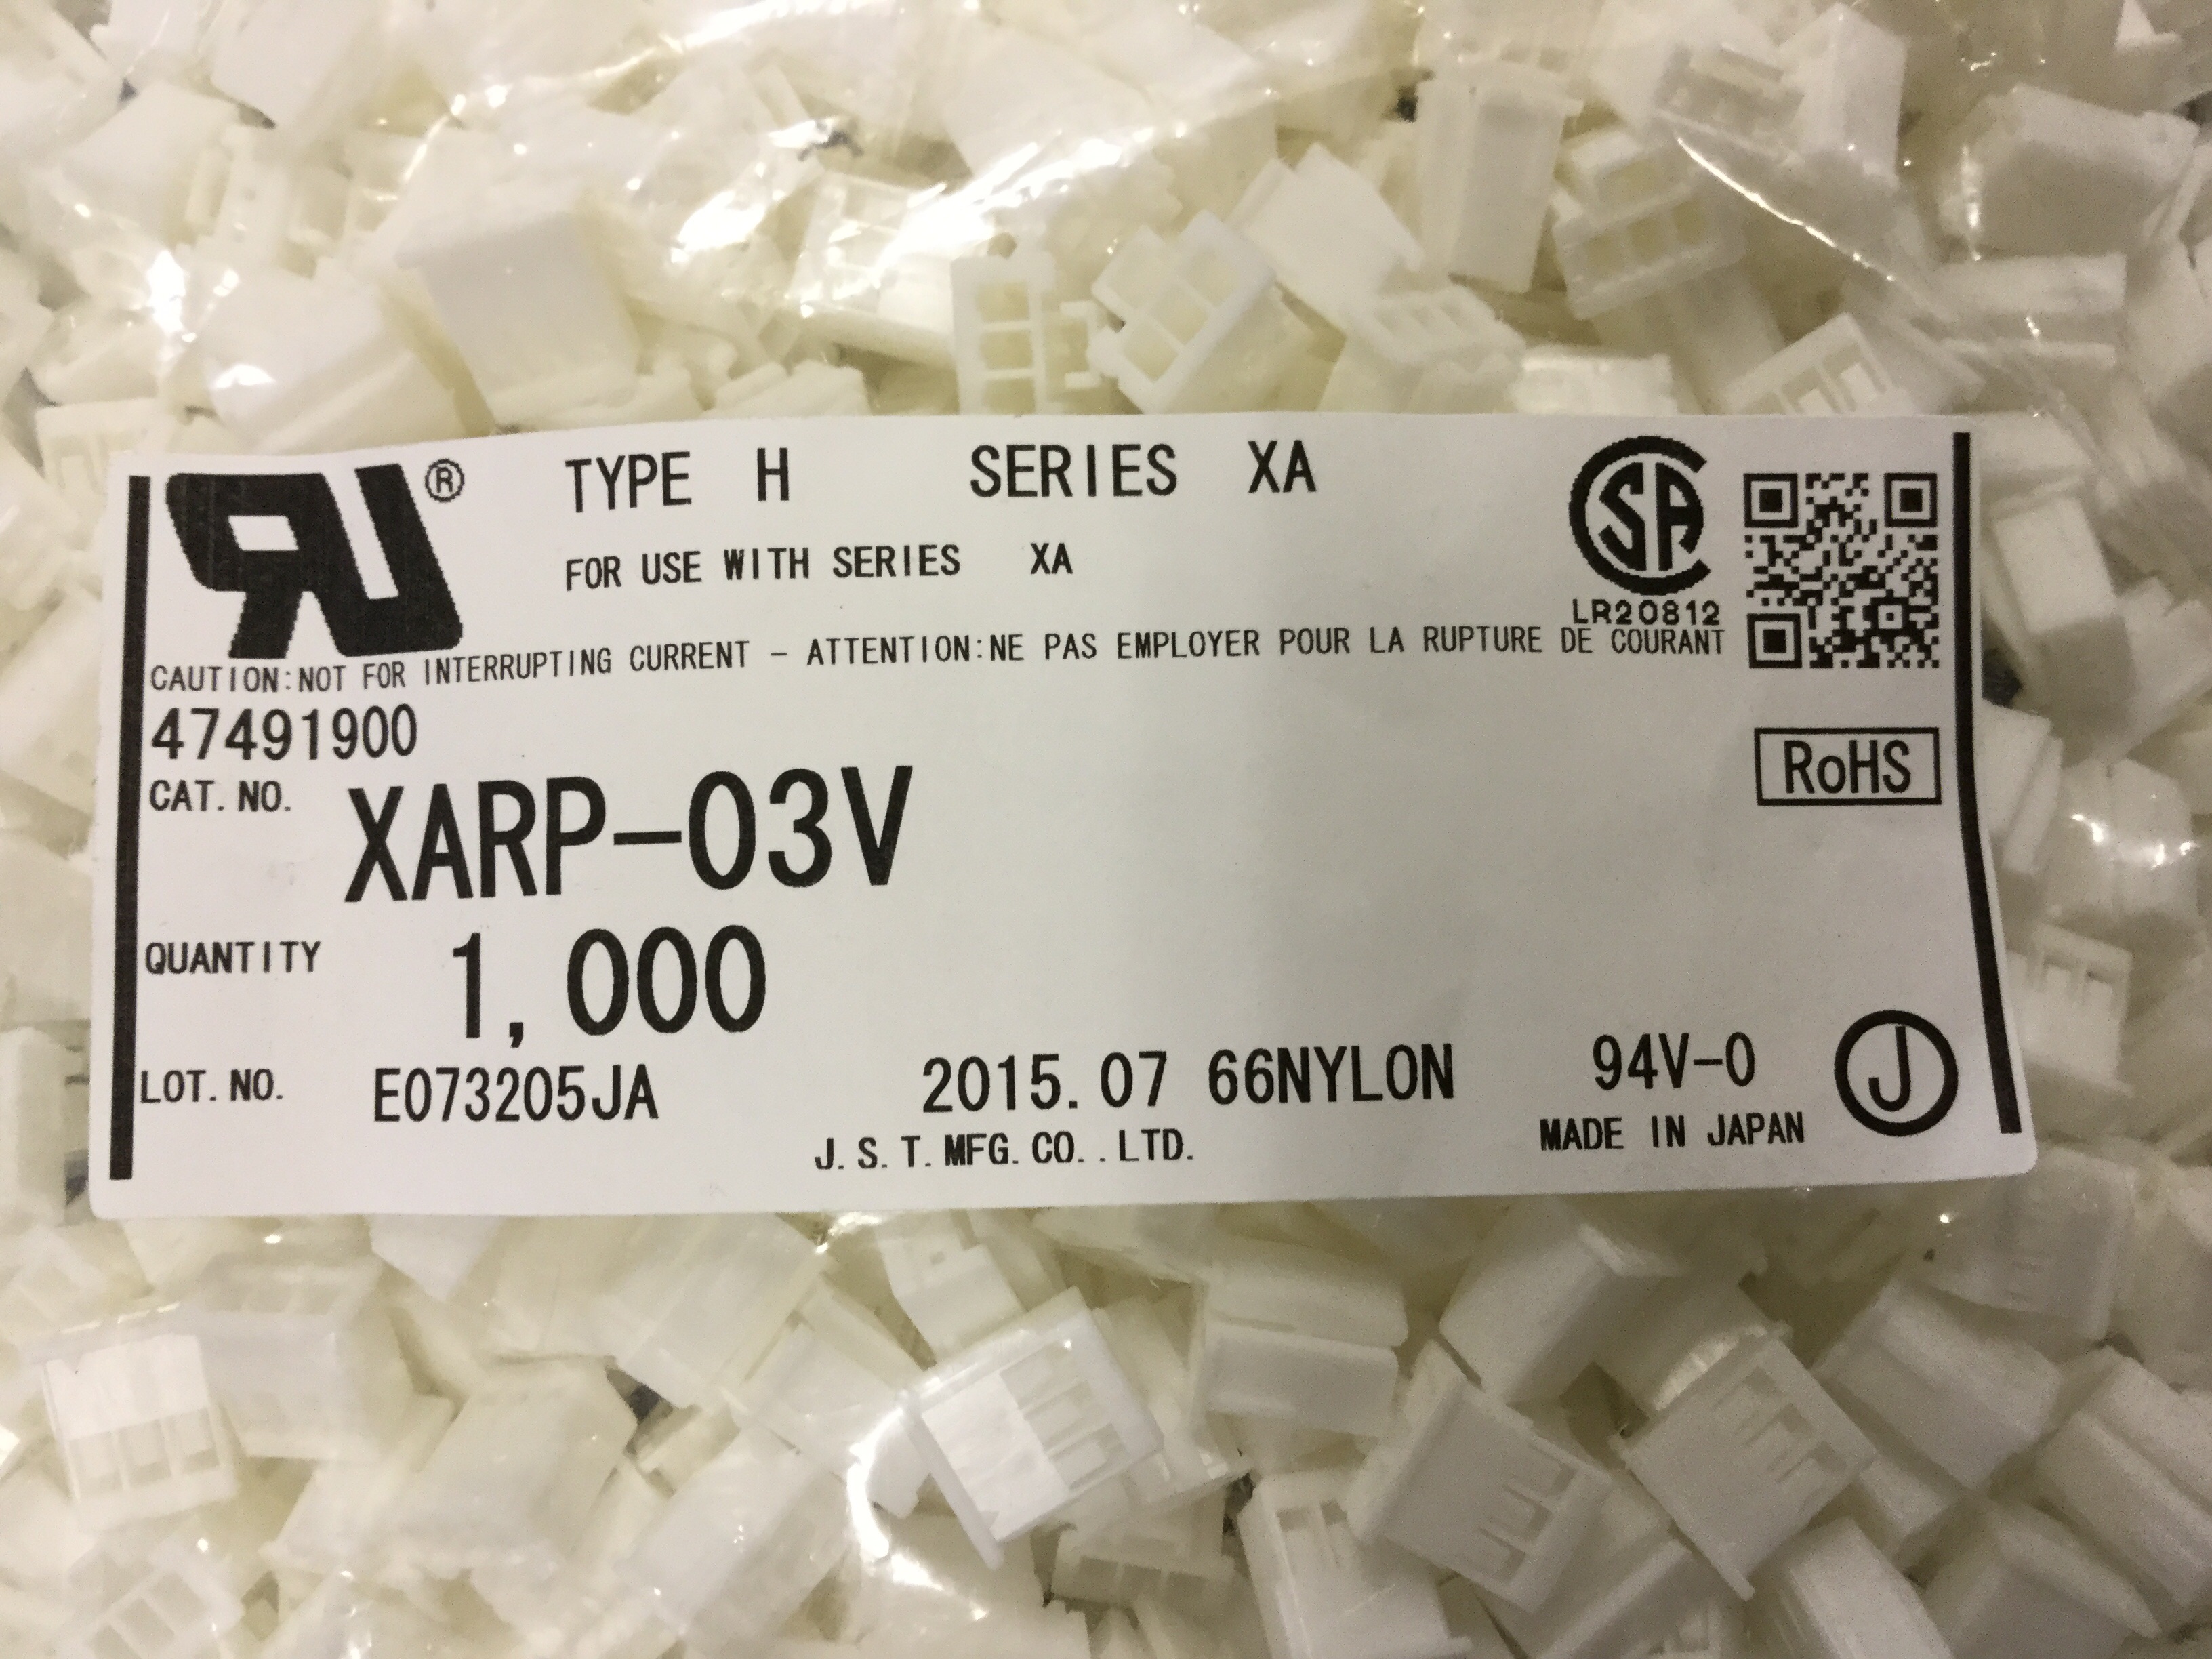 RU® TYPE H SERIES XA
FOR USE WITH SERIES XA
SA
LR20812
CAUTION:NOT FOR INTERRUPTING CURRENT - ATTENTION:NE PAS EMPLOYER POUR LA RUPTURE DE COURANT
47491900
RoHS
CAT. NO. XARP-03V
QUANTITY 1,000
LOT. NO. E073205JA 2015.07 66NYLON 94V-0 J
J.S.T.MFG.CO..LTD. MADE IN JAPAN